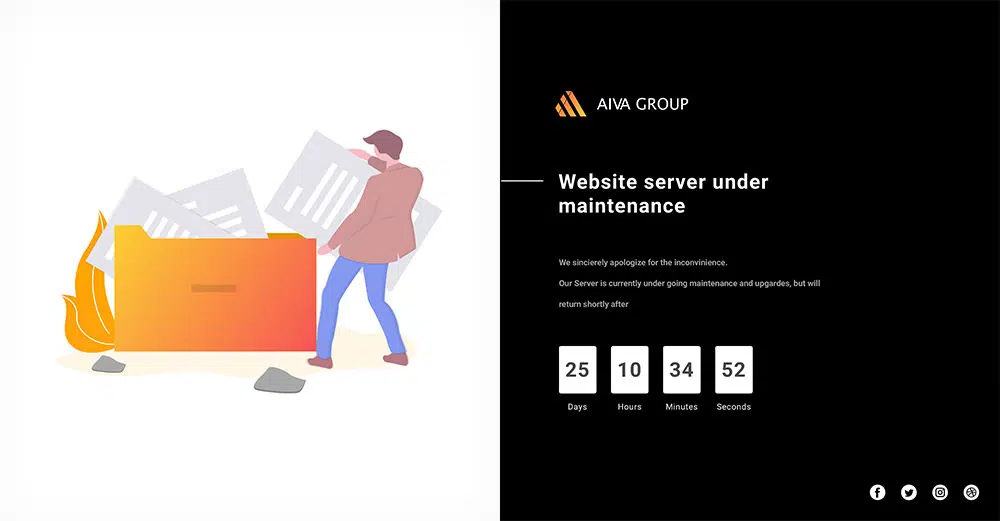 AIVA GROUP
Website server under
maintenance
We sincierely apologize for the inconvinience.
Our Server is currently under going maintenance and upgardes, but will
return shortly after
25 10 34 52
Days Hours Minutes Seconds